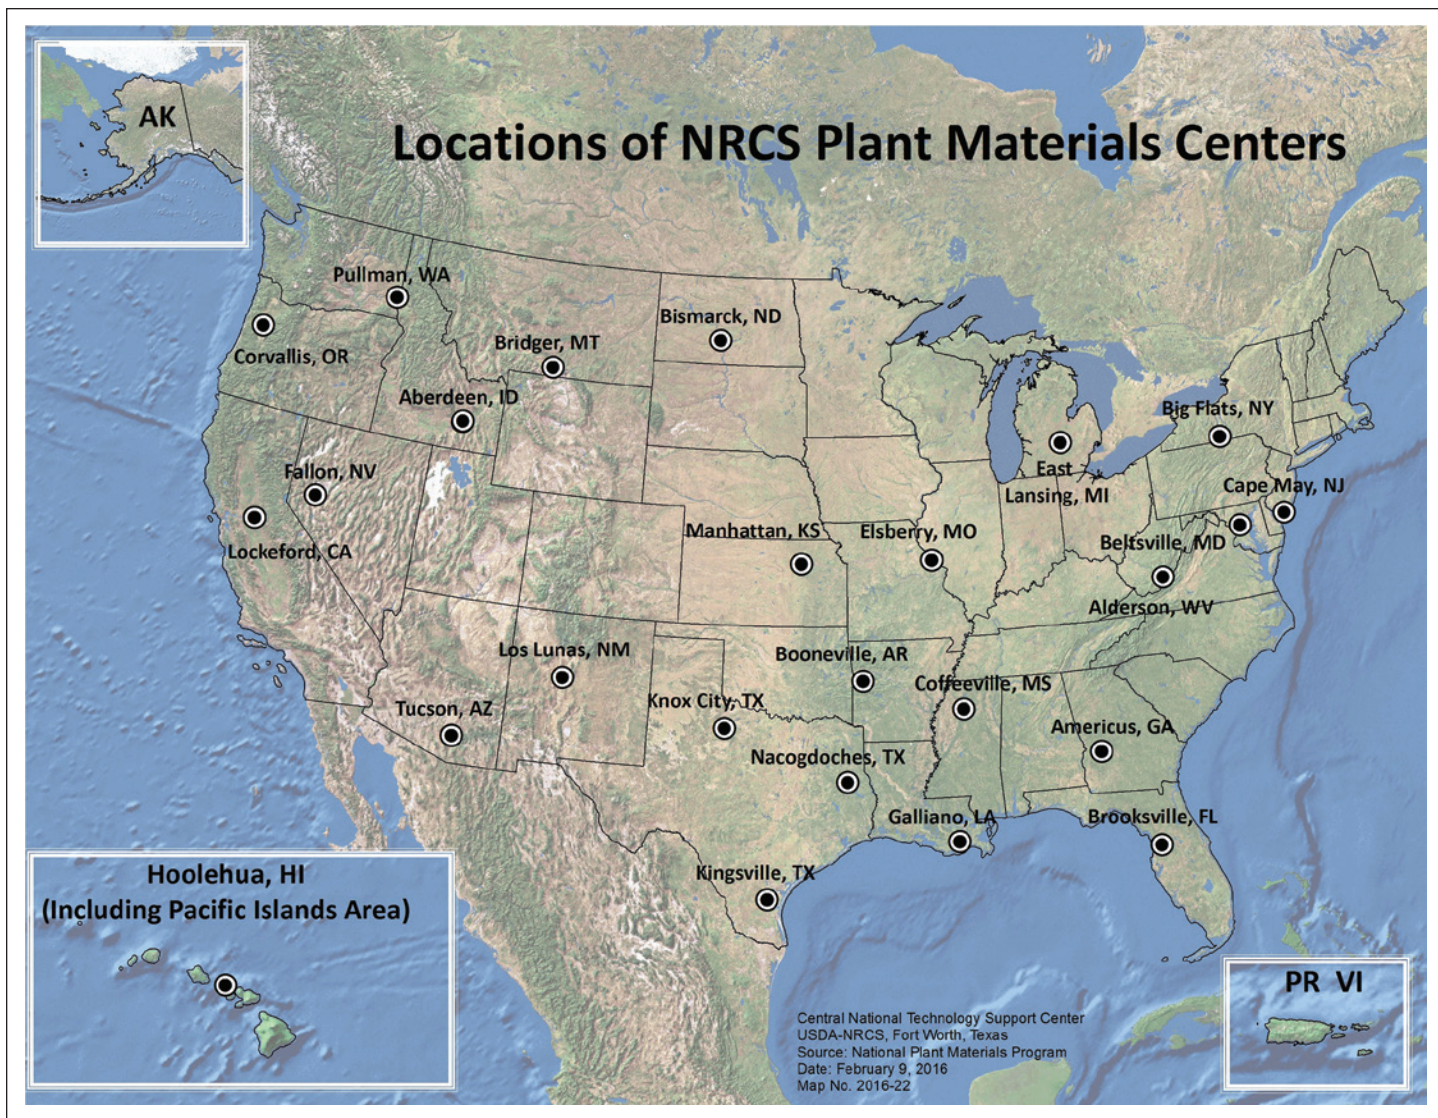 AK
Locations of NRCS Plant Materials Centers
Pullman, WA
Corvallis, OR
Bridger, MT
Bismarck, ND
Aberdeen, ID
Fallon, NV
Lockeford, CA
Big Flats, NY
East
Lansing, MI
Cape May, NJ
Manhattan, KS
Elsberry, MO
Beltsville, MD
Alderson, WV
Los Lunas, NM
Booneville, AR
Coffeeville, MS
Tucson, AZ
Knox City, TX
Americus, GA
Nacogdoches, TX
Galliano, LA
Brooksville, FL
Kingsville, TX
Hoolehua, HI
(Including Pacific Islands Area)
PR VI
Central National Technology Support Center
USDA-NRCS, Fort Worth, Texas
Source: National Plant Materials Program
Date: February 9, 2016
Map No. 2016-22